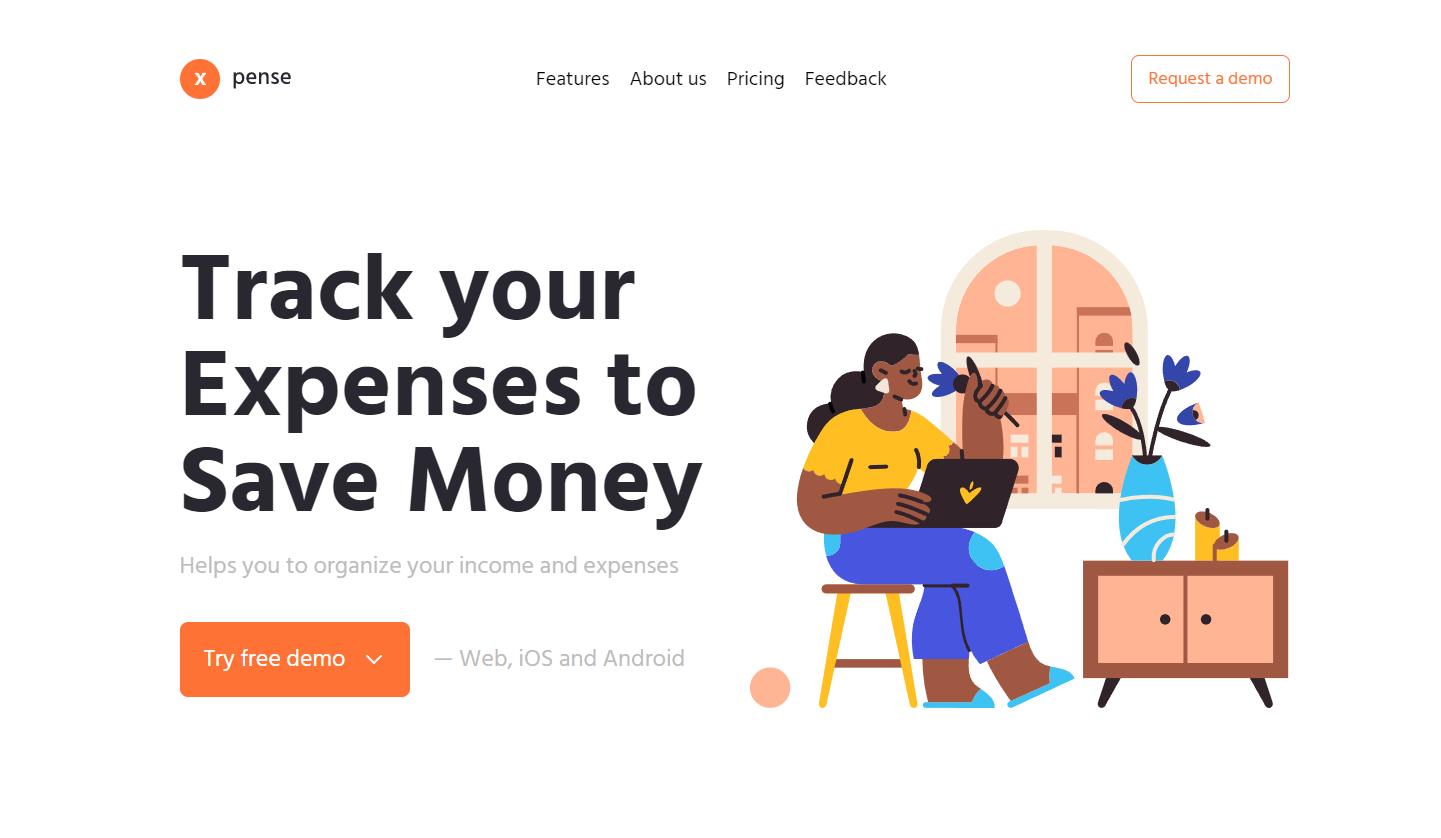 x pense
Features About us Pricing Feedback
Request a demo
Track your
Expenses to
Save Money
Helps you to organize your income and expenses
Try free demo
— Web, iOS and Android